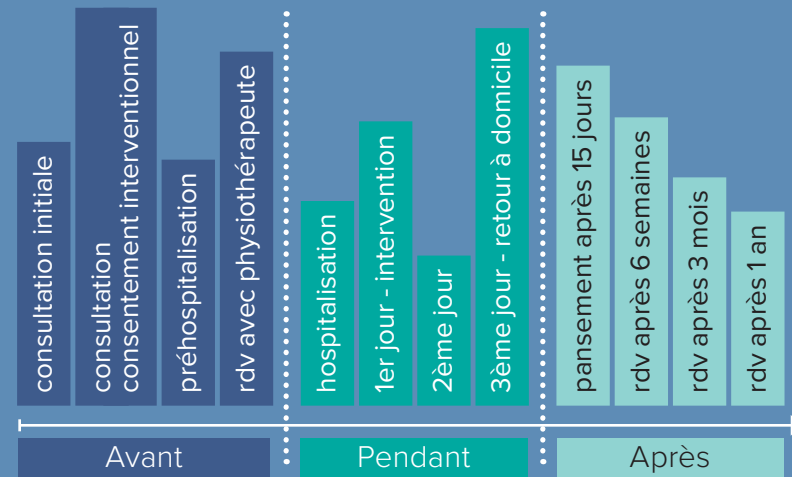 consultation initiale
consultation
consentement interventionnel
préhospitalisation
rdv avec physiothérapeute
hospitalisation
1er jour - intervention
2ème jour
3ème jour - retour à domicile
pansement après 15 jours
rdv après 6 semaines
rdv après 3 mois
rdv après 1 an
Avant
Pendant
Après